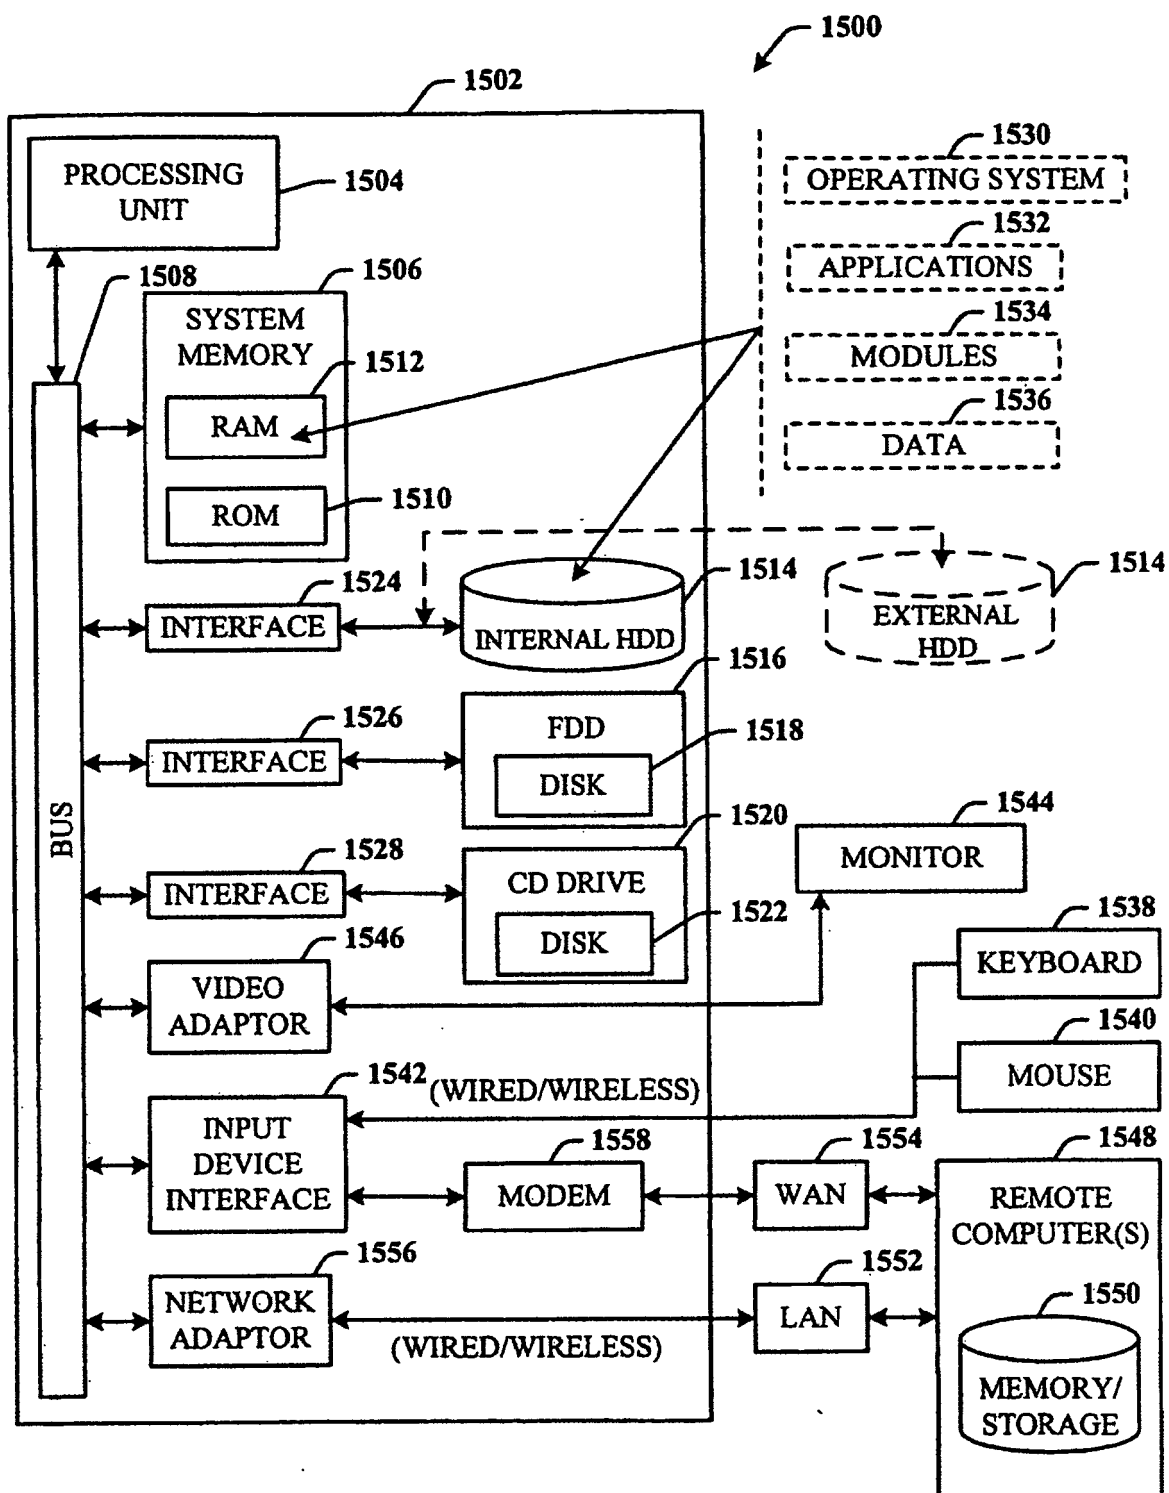 1500
1502
PROCESSING
UNIT
1504
1530
OPERATING SYSTEM
1532
APPLICATIONS
1534
MODULES
1536
DATA
1508
1506
SYSTEM
MEMORY
1512
RAM
1510
ROM
1524
INTERFACE
1514
INTERNAL HDD
1514
EXTERNAL
HDD
1516
FDD
1526
INTERFACE
1518
DISK
BUS
1520
CD DRIVE
1528
INTERFACE
1522
DISK
1544
MONITOR
1546
VIDEO
ADAPTOR
1538
KEYBOARD
1540
MOUSE
1542
(WIRED/WIRELESS)
INPUT
DEVICE
INTERFACE
1558
MODEM
1554
WAN
1548
REMOTE
COMPUTER(S)
1556
NETWORK
ADAPTOR
(WIRED/WIRELESS)
1552
LAN
1550
MEMORY/
STORAGE